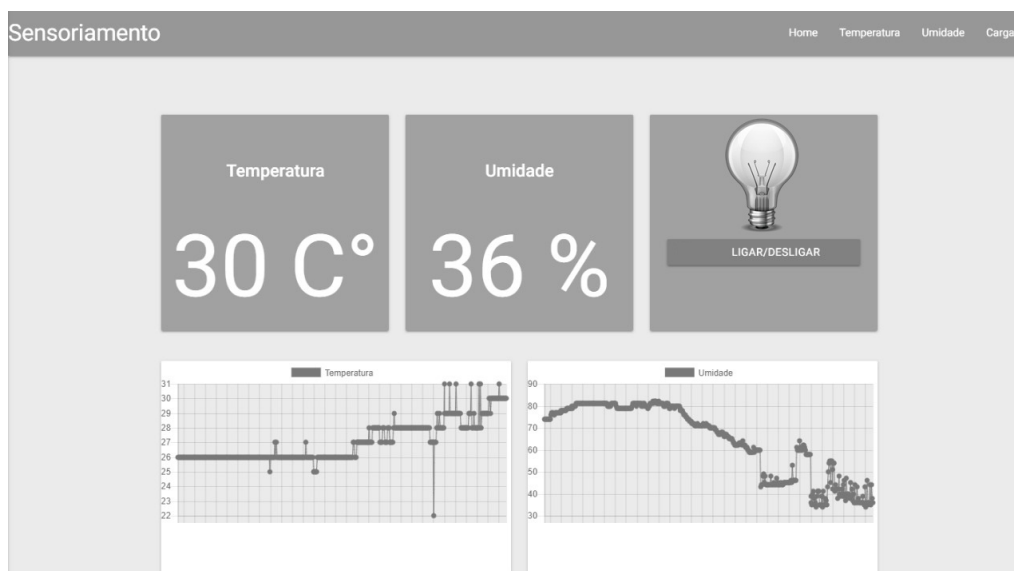 Sensoriamento
Home Temperatura Umidade Carga
Temperatura
30 C°
Umidade
36 %
LIGAR/DESLIGAR
Temperatura
31
30
29
28
27
26
25
24
23
22
Umidade
90
80
70
60
50
40
30